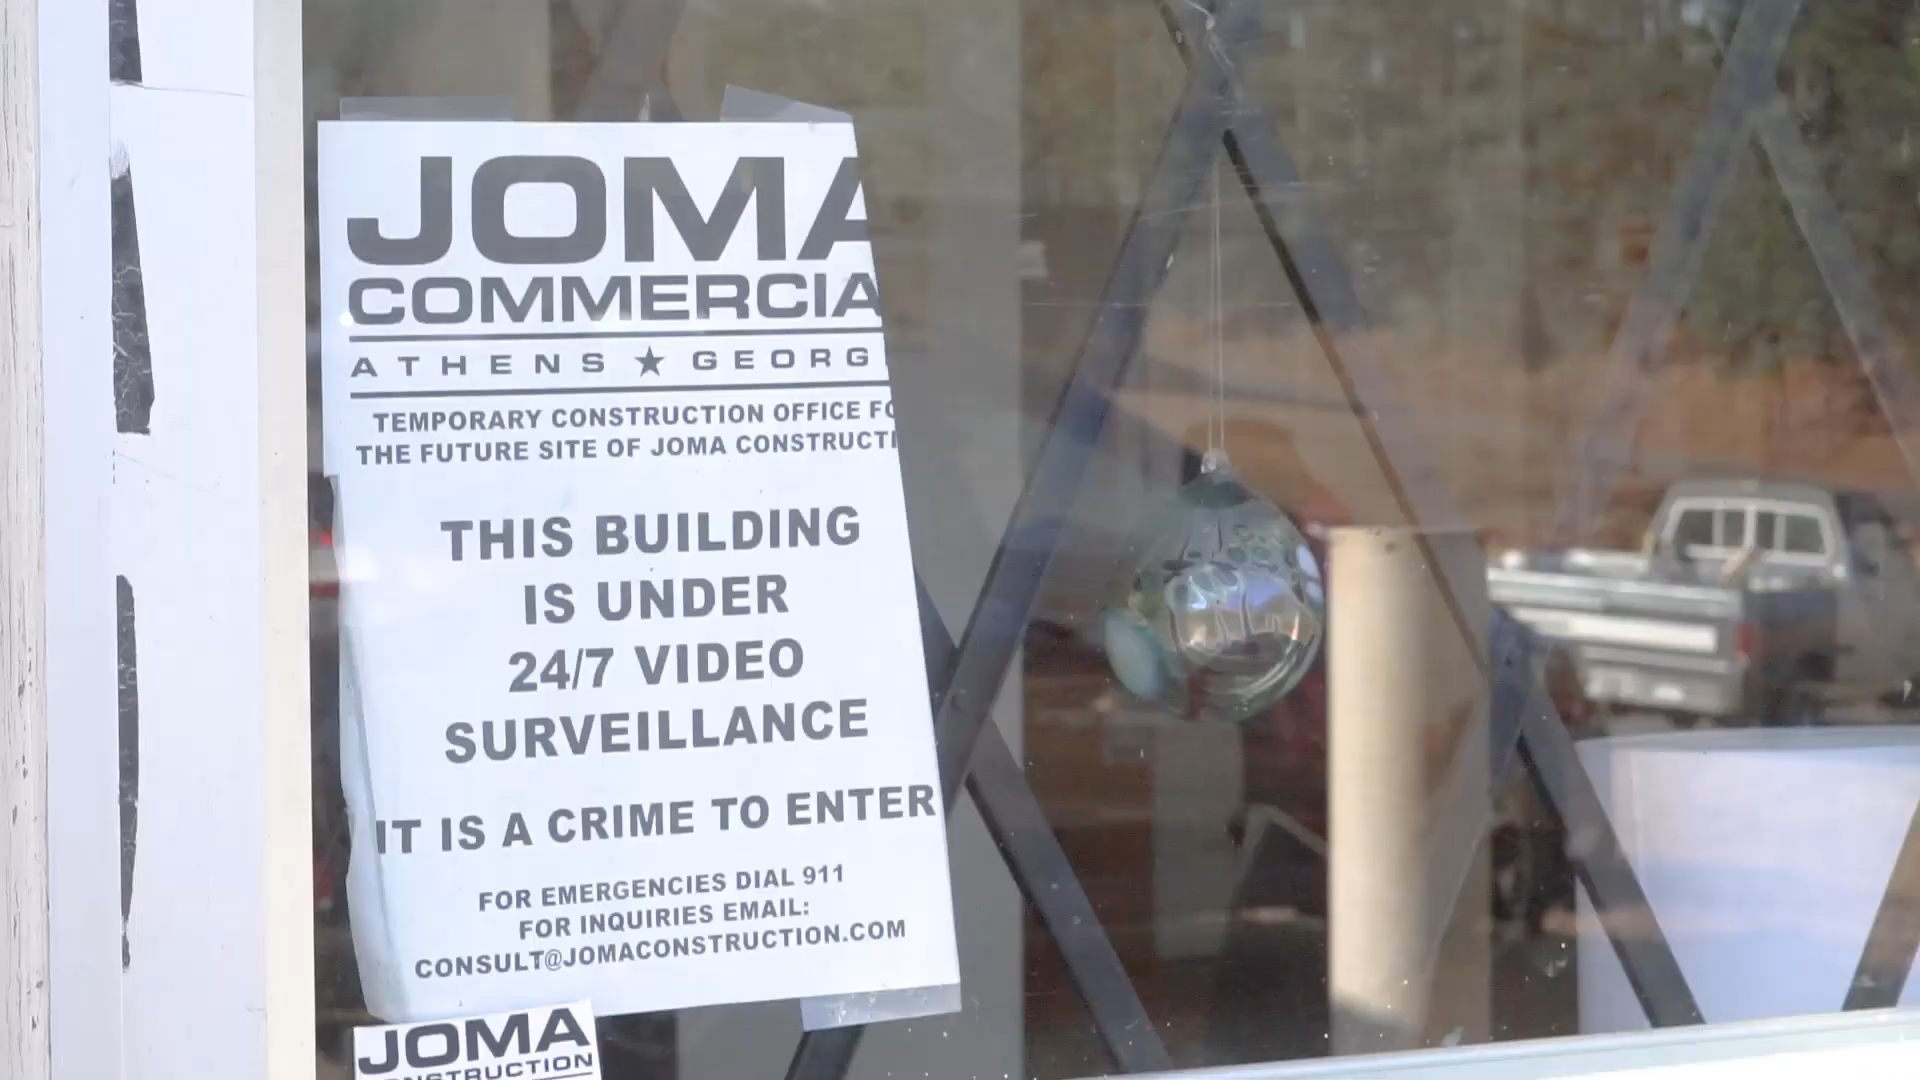 JOMA
COMMERCIA
ATHENS ★ GEORG
TEMPORARY CONSTRUCTION OFFICE FO
THE FUTURE SITE OF JOMA CONSTRUCTI
THIS BUILDING
IS UNDER
24/7 VIDEO
SURVEILLANCE
IT IS A CRIME TO ENTER
FOR EMERGENCIES DIAL 911
FOR INQUIRIES EMAIL:
CONSULT@JOMACONSTRUCTION.COM
JOMA
CONSTRUCTION